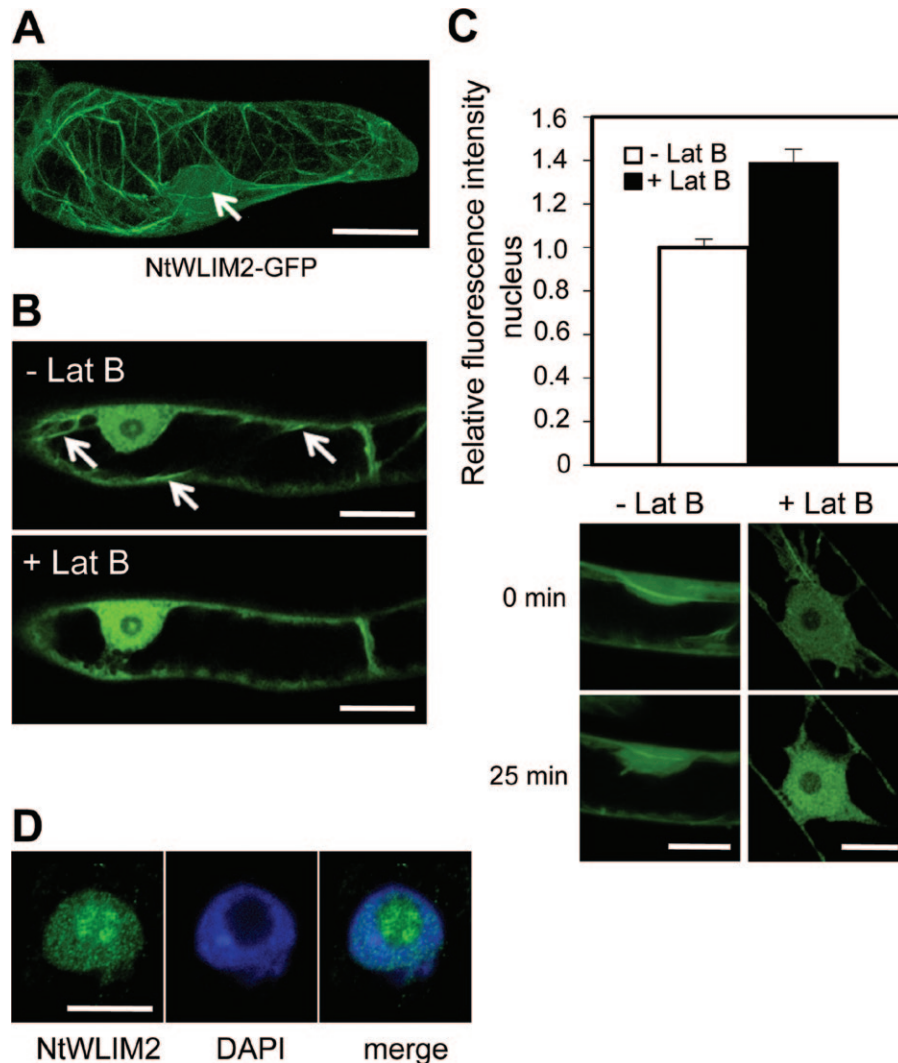 A
NtWLIM2-GFP
B
- Lat B
+ Lat B
C
Relative fluorescence intensity
nucleus
1.6
1.4
1.2
1.0
0.8
0.6
0.4
0.2
0
- Lat B
+ Lat B
- Lat B + Lat B
0 min
25 min
D
NtWLIM2 DAPI merge